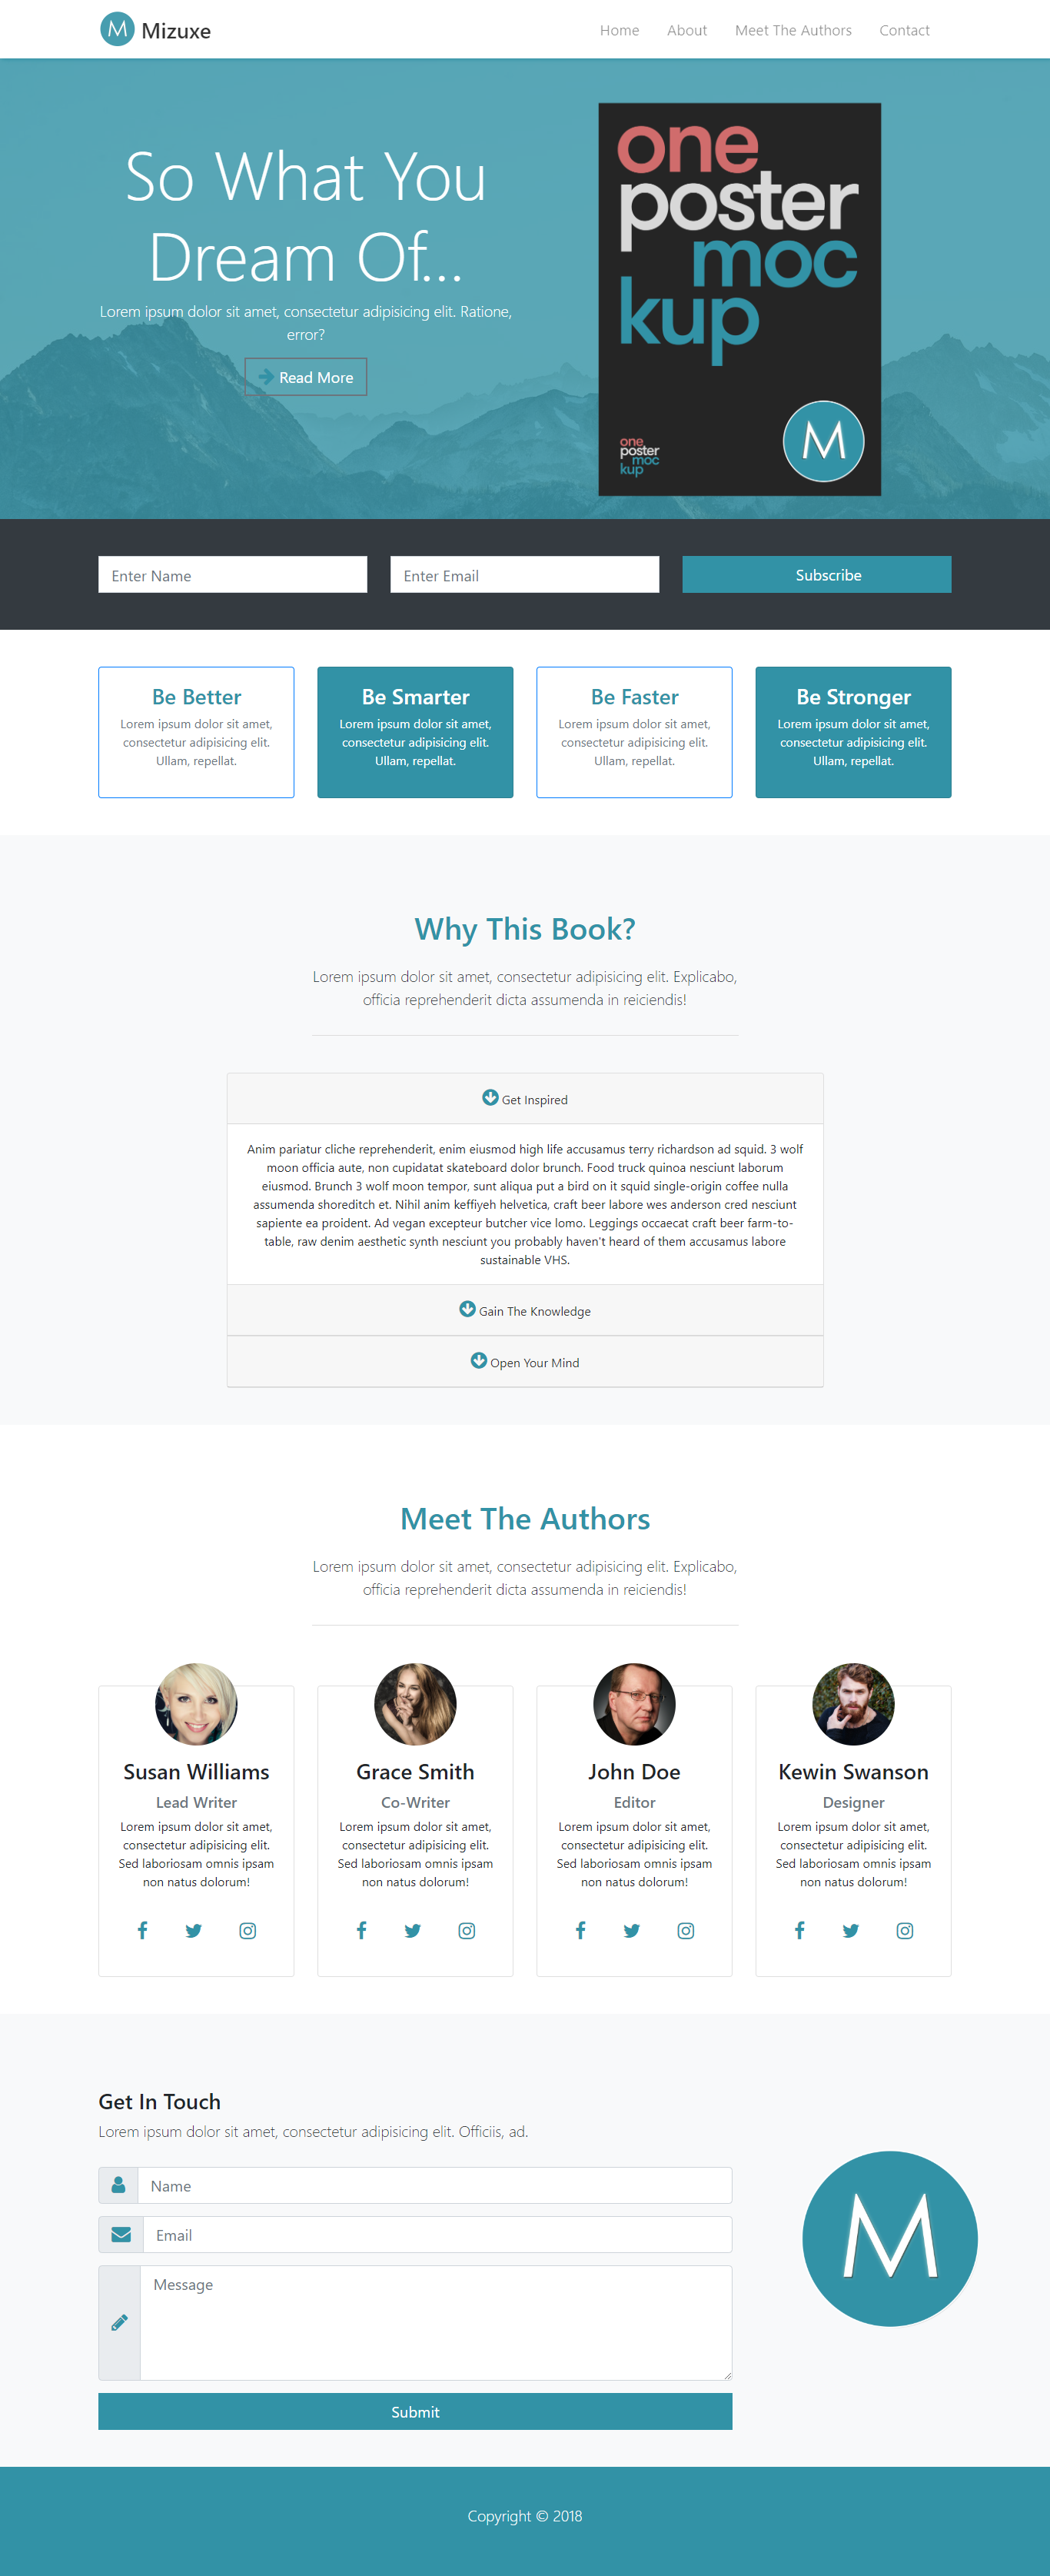 M Mizuxe
Home About Meet The Authors Contact
So What You
Dream Of...
Lorem ipsum dolor sit amet, consectetur adipisicing elit. Ratione,
error?
Read More
one
poster
moc
kup
one
poster
moc
kup
M
Enter Name
Enter Email
Subscribe
Be Better
Lorem ipsum dolor sit amet,
consectetur adipisicing elit.
Ullam, repellat.
Be Smarter
Lorem ipsum dolor sit amet,
consectetur adipisicing elit.
Ullam, repellat.
Be Faster
Lorem ipsum dolor sit amet,
consectetur adipisicing elit.
Ullam, repellat.
Be Stronger
Lorem ipsum dolor sit amet,
consectetur adipisicing elit.
Ullam, repellat.
Why This Book?
Lorem ipsum dolor sit amet, consectetur adipisicing elit. Explicabo,
officia reprehenderit dicta assumenda in reiciendis!
Get Inspired
Anim pariatur cliche reprehenderit, enim eiusmod high life accusamus terry richardson ad squid. 3 wolf
moon officia aute, non cupidatat skateboard dolor brunch. Food truck quinoa nesciunt laborum
eiusmod. Brunch 3 wolf moon tempor, sunt aliqua put a bird on it squid single-origin coffee nulla
assumenda shoreditch et. Nihil anim keffiyeh helvetica, craft beer labore wes anderson cred nesciunt
sapiente ea proident. Ad vegan excepteur butcher vice lomo. Leggings occaecat craft beer farm-to-
table, raw denim aesthetic synth nesciunt you probably haven't heard of them accusamus labore
sustainable VHS.
Gain The Knowledge
Open Your Mind
Meet The Authors
Lorem ipsum dolor sit amet, consectetur adipisicing elit. Explicabo,
officia reprehenderit dicta assumenda in reiciendis!
Susan Williams
Lead Writer
Lorem ipsum dolor sit amet,
consectetur adipisicing elit.
Sed laboriosam omnis ipsam
non natus dolorum!
Grace Smith
Co-Writer
Lorem ipsum dolor sit amet,
consectetur adipisicing elit.
Sed laboriosam omnis ipsam
non natus dolorum!
John Doe
Editor
Lorem ipsum dolor sit amet,
consectetur adipisicing elit.
Sed laboriosam omnis ipsam
non natus dolorum!
Kewin Swanson
Designer
Lorem ipsum dolor sit amet,
consectetur adipisicing elit.
Sed laboriosam omnis ipsam
non natus dolorum!
Get In Touch
Lorem ipsum dolor sit amet, consectetur adipisicing elit. Officiis, ad.
Name
Email
Message
Submit
M
Copyright © 2018